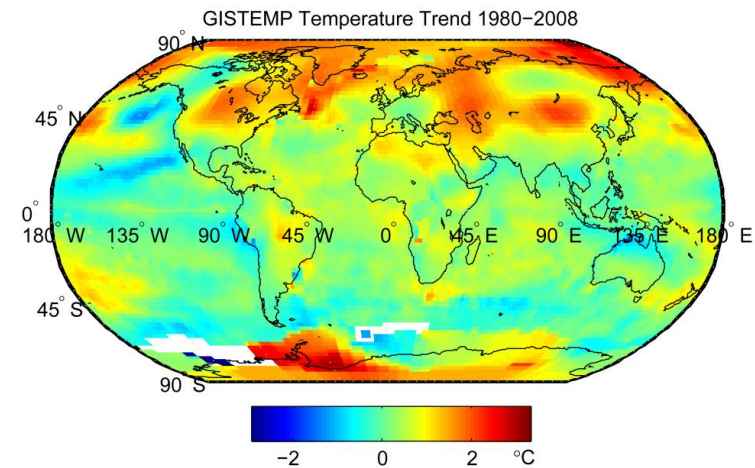 GISTEMP Temperature Trend 1980−2008
90° N
45° N
0°
180° W 135° W 90° W 45° W 0° 45° E 90° E 135° E 180° E
45° S
90° S
−2 0 2 °C